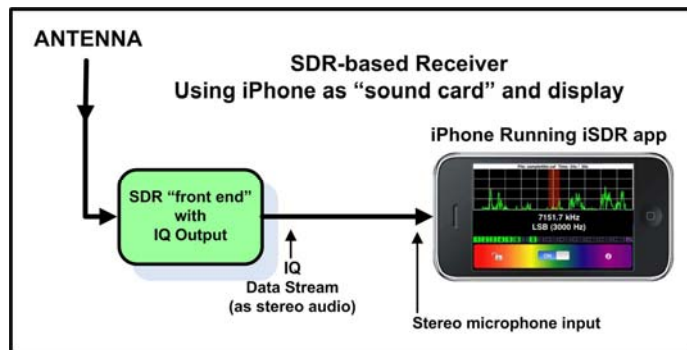 ANTENNA
SDR-based Receiver
Using iPhone as “sound card” and display
iPhone Running iSDR app
SDR “front end”
with
IQ Output
7151.7 kHz
LSB (3000 Hz)
IQ
Data Stream
(as stereo audio)
Stereo microphone input